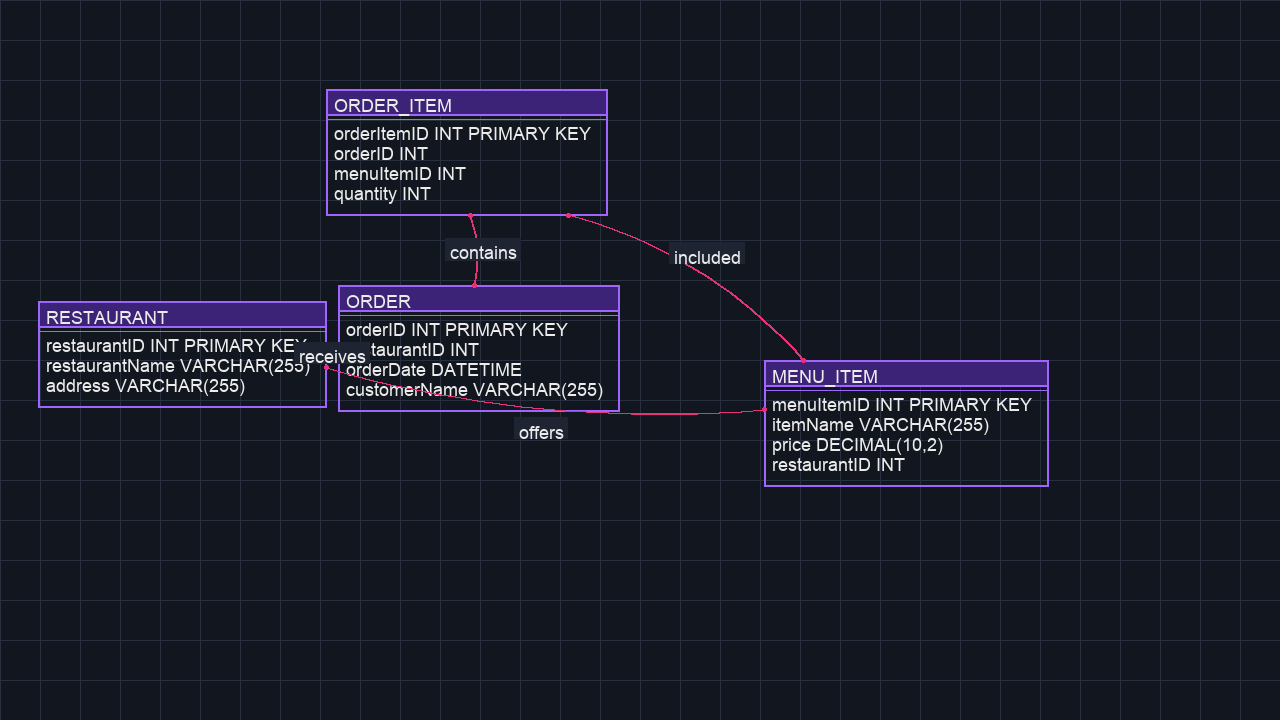 ORDER_ITEM
orderItemID INT PRIMARY KEY
orderID INT
menuItemID INT
quantity INT
contains
included
RESTAURANT
restaurantID INT PRIMARY KEY
restaurantName VARCHAR(255)
address VARCHAR(255)
receives
ORDER
orderID INT PRIMARY KEY
taurantID INT
orderDate DATETIME
customerName VARCHAR(255)
offers
MENU_ITEM
menuItemID INT PRIMARY KEY
itemName VARCHAR(255)
price DECIMAL(10,2)
restaurantID INT